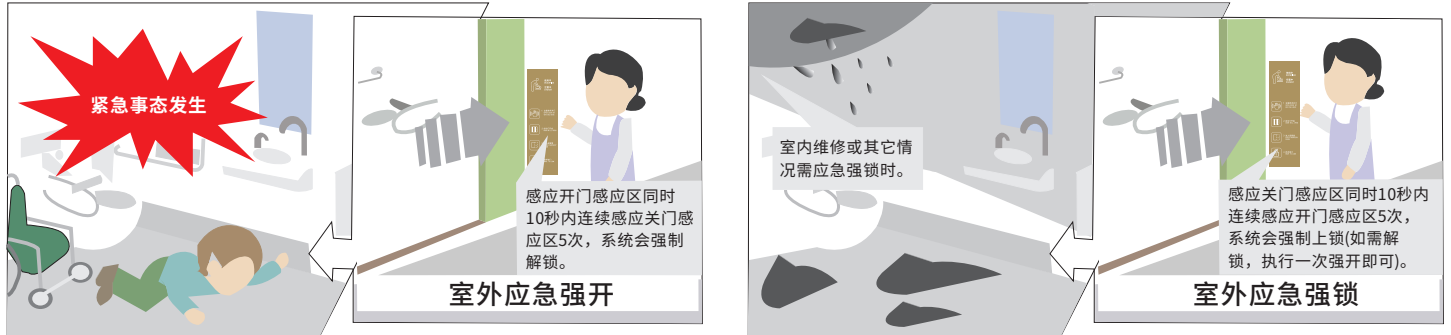 紧急事态发生
感应开门感应区同时
10秒内连续感应关门感
应区5次，系统会强制
解锁。
室外应急强开
室内维修或其它情
况需应急强锁时。
感应关门感应区同时10秒内
连续感应开门感应区5次，
系统会强制上锁(如需解
锁，执行一次强开即可)。
室外应急强锁